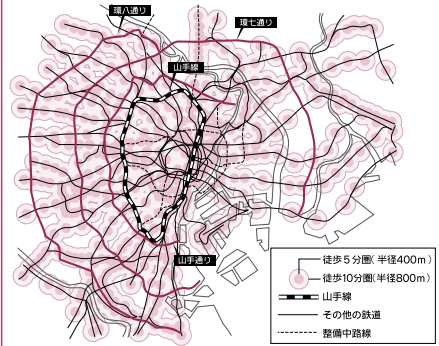 環八通り
環七通り
山手線
山手通り
徒歩5分圏(半径400m)
徒歩10分圏(半径800m)
山手線
その他の鉄道
整備中路線